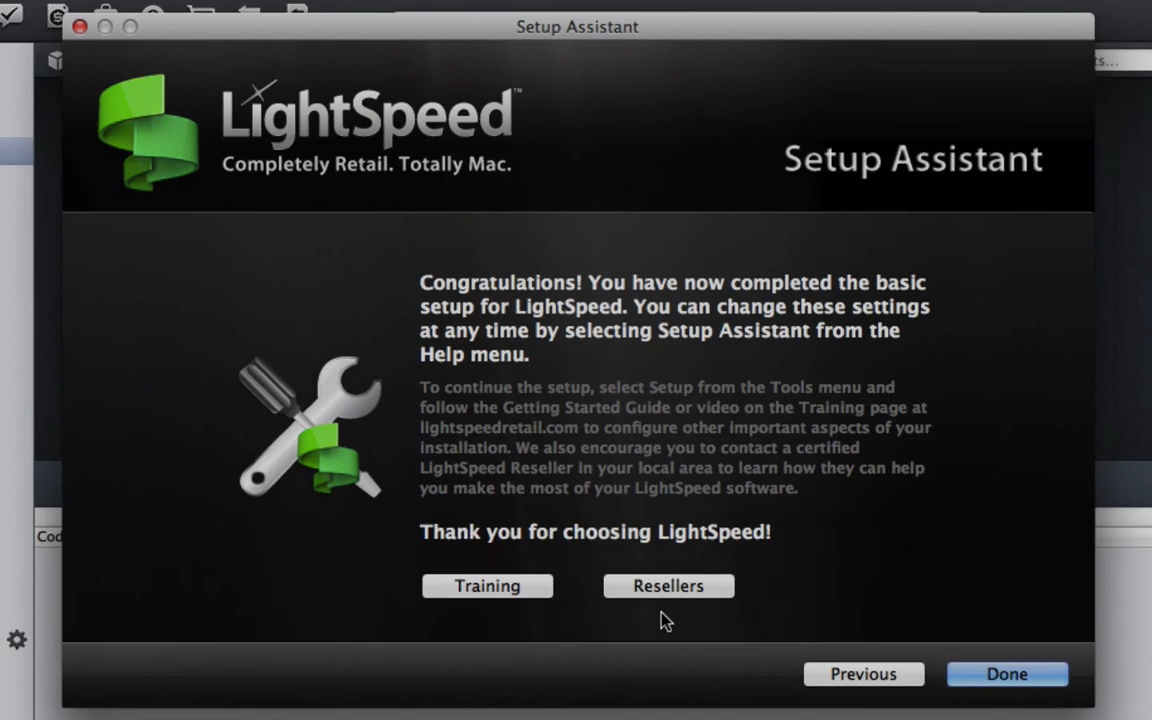 Setup Assistant
ts...
LightSpeed™
Completely Retail. Totally Mac.
Setup Assistant
Congratulations! You have now completed the basic
setup for LightSpeed. You can change these settings
at any time by selecting Setup Assistant from the
Help menu.
To continue the setup, select Setup from the Tools menu and
follow the Getting Started Guide or video on the Training page at
lightspeedretail.com to configure other important aspects of your
installation. We also encourage you to contact a certified
LightSpeed Reseller in your local area to learn how they can help
you make the most of your LightSpeed software.
Thank you for choosing LightSpeed!
Cod
Training
Resellers
Previous
Done